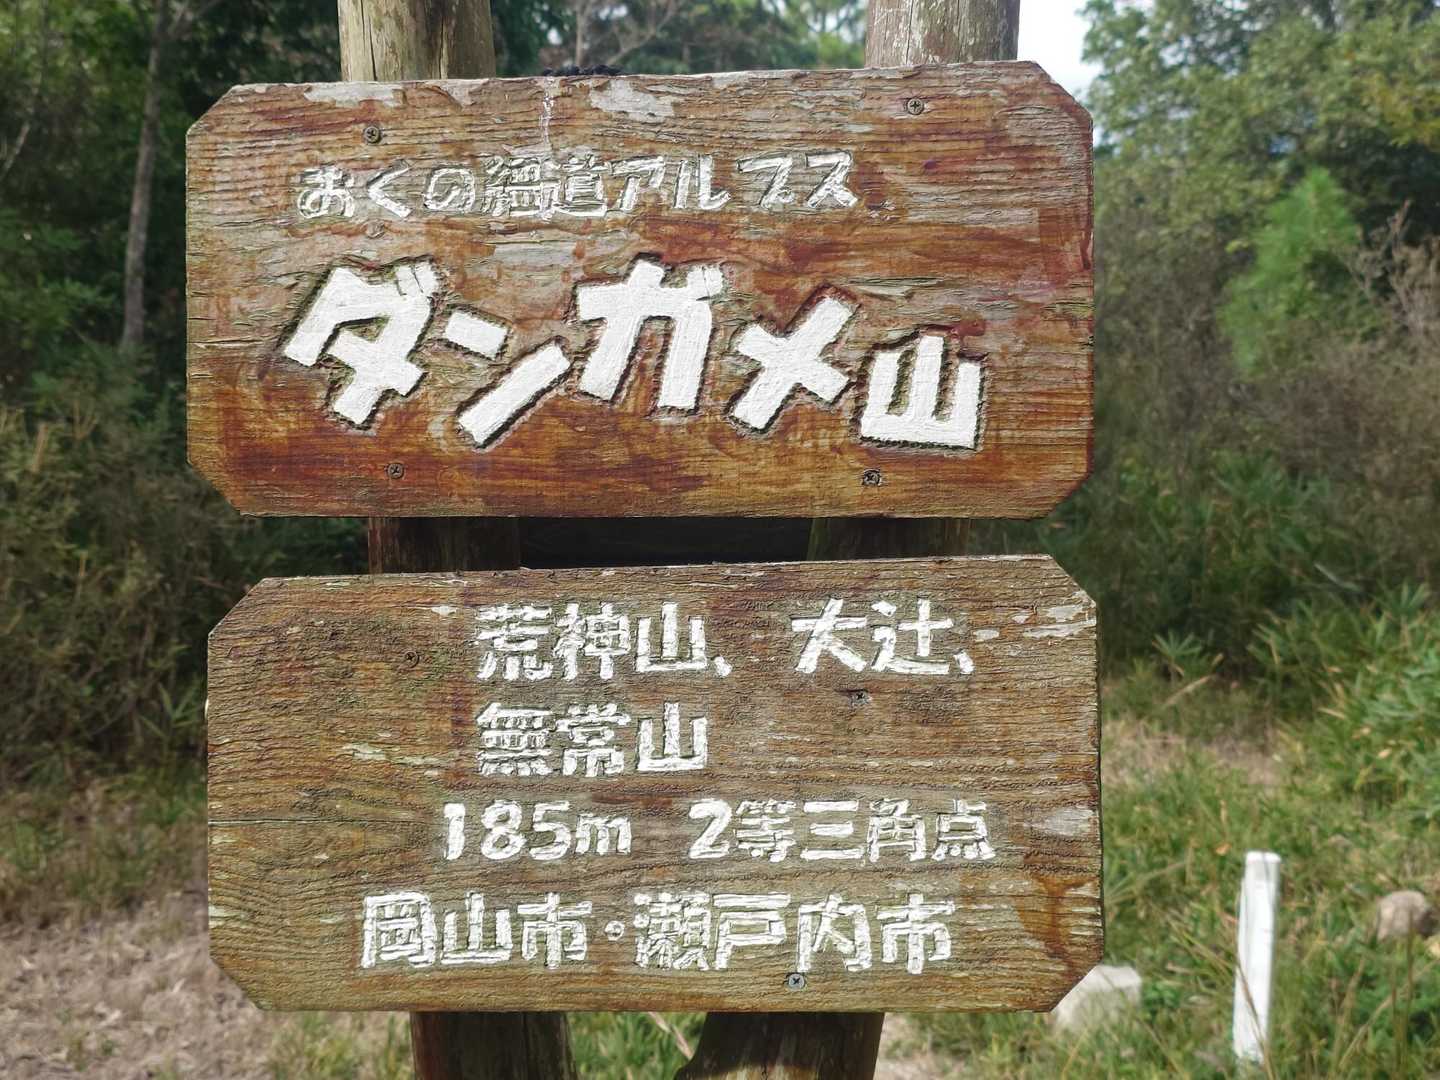 おくの細道アルプス
ダンガメ山
荒神山、大辻、
無常山
185m 2等三角点
岡山市・瀬戸内市